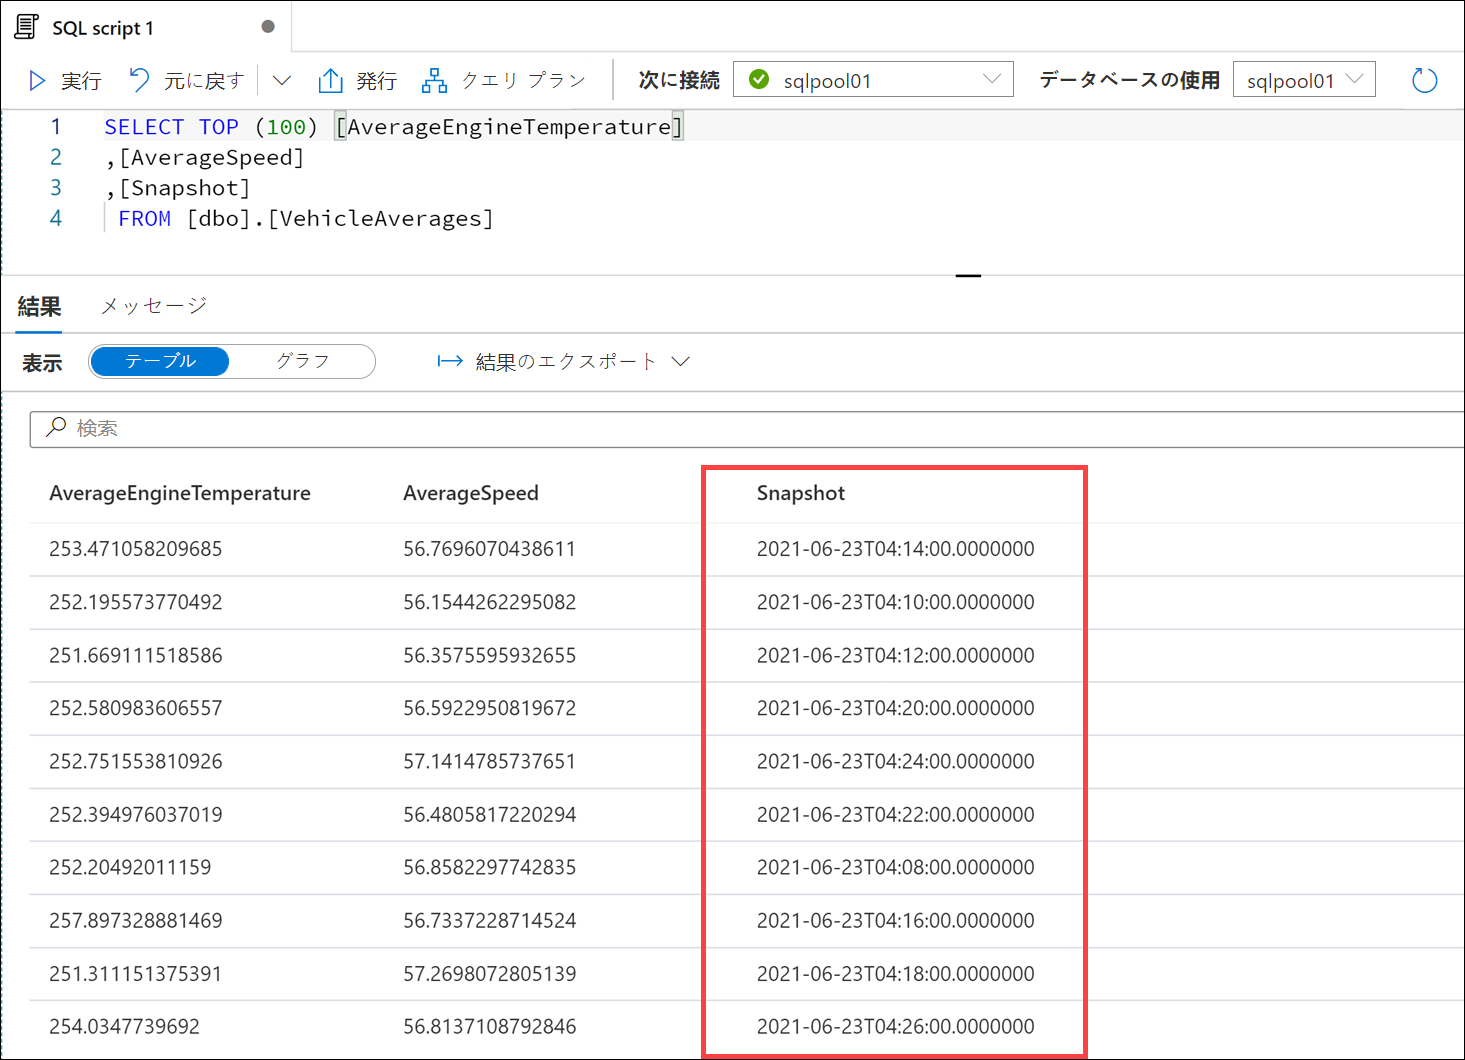 SQL script 1
実行 元に戻す 発行 クエリ プラン 次に接続 sqlpool01 データベースの使用 sqlpool01
1 SELECT TOP (100) [AverageEngineTemperature]
2 ,[AverageSpeed]
3 ,[Snapshot]
4 FROM [dbo].[VehicleAverages]
結果 メッセージ
表示 テーブル グラフ 結果のエクスポート
検索
AverageEngineTemperature AverageSpeed Snapshot
253.471058209685 56.7696070438611 2021-06-23T04:14:00.0000000
252.195573770492 56.1544262295082 2021-06-23T04:10:00.0000000
251.669111518586 56.3575595932655 2021-06-23T04:12:00.0000000
252.580983606557 56.5922950819672 2021-06-23T04:20:00.0000000
252.751553810926 57.1414785737651 2021-06-23T04:24:00.0000000
252.394976037019 56.4805817220294 2021-06-23T04:22:00.0000000
252.20492011159 56.8582297742835 2021-06-23T04:08:00.0000000
257.897328881469 56.7337228714524 2021-06-23T04:16:00.0000000
251.311151375391 57.2698072805139 2021-06-23T04:18:00.0000000
254.0347739692 56.8137108792846 2021-06-23T04:26:00.0000000